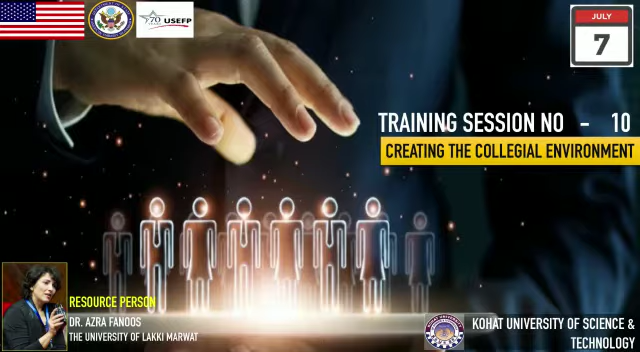 70 USEFP
JULY
7
TRAINING SESSION NO - 10
CREATING THE COLLEGIAL ENVIRONMENT
RESOURCE PERSON
DR. AZRA FANOOS
THE UNIVERSITY OF LAKKI MARWAT
KOHAT UNIVERSITY OF SCIENCE &
TECHNOLOGY